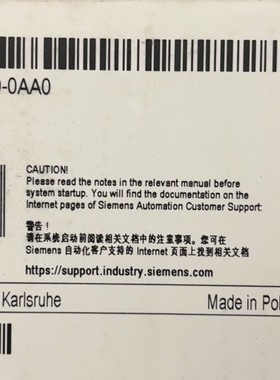 0-0AA0
CAUTION!
Please read the notes in the relevant manual before
system startup. You will find the documentation on the
Internet pages of Siemens Automation Customer Support:
警告！
请在系统启动前阅读相关文档中的注意事项。您可在
Siemens 自动化客户支持的 Internet 页面上找到相关文档
https://support.industry.siemens.com
Karlsruhe
Made in Pol